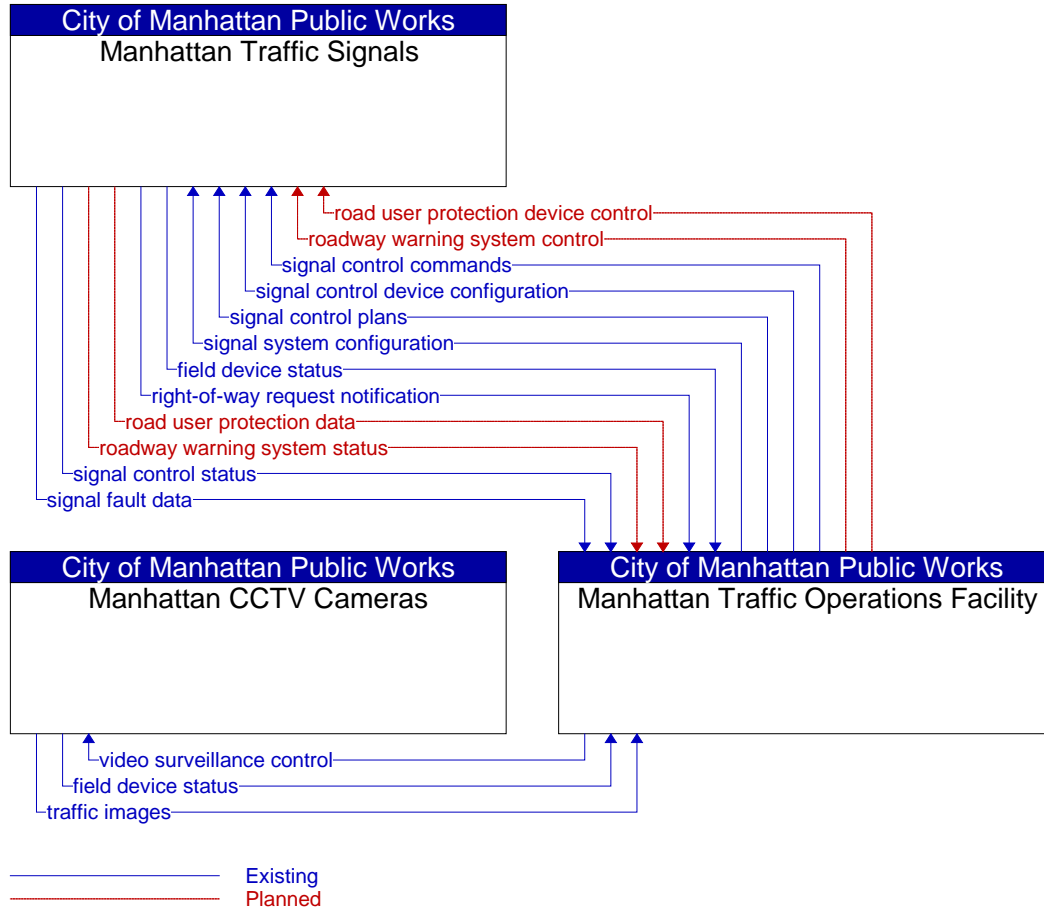 City of Manhattan Public Works
Manhattan Traffic Signals
road user protection device control
roadway warning system control
signal control commands
signal control device configuration
signal control plans
signal system configuration
field device status
right-of-way request notification
road user protection data
roadway warning system status
signal control status
signal fault data
City of Manhattan Public Works
Manhattan CCTV Cameras
City of Manhattan Public Works
Manhattan Traffic Operations Facility
video surveillance control
field device status
traffic images
Existing
Planned